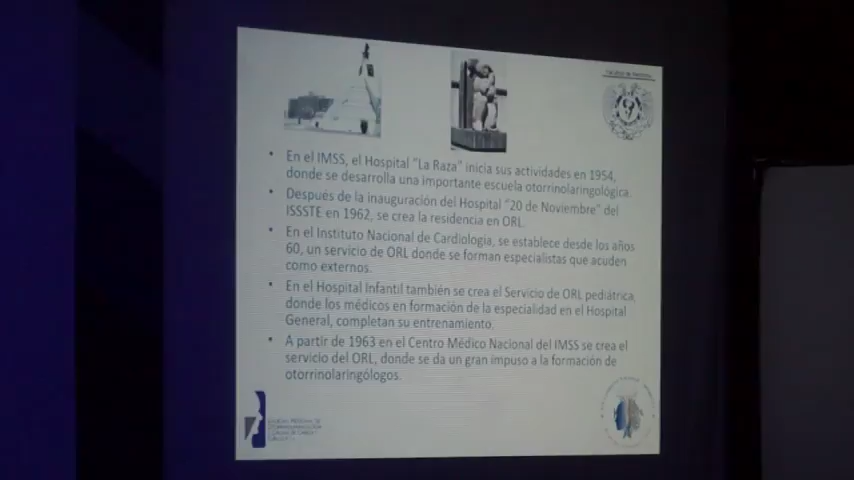 • En el IMSS, el Hospital "La Raza" inicia sus actividades en 1954,
donde se desarrolla una importante escuela otorrinolaringológica.
• Después de la inauguración del Hospital "20 de Noviembre" del
ISSSTE en 1962, se crea la residencia en ORL.
• En el Instituto Nacional de Cardiología, se establece desde los años
60, un servicio de ORL donde se forman especialistas que acuden
como externos.
• En el Hospital Infantil también se crea el Servicio de ORL pediátrica,
donde los médicos en formación de la especialidad en el Hospital
General, completan su entrenamiento.
• A partir de 1963 en el Centro Médico Nacional del IMSS se crea el
servicio del ORL, donde se da un gran impuso a la formación de
otorrinolaringólogos.